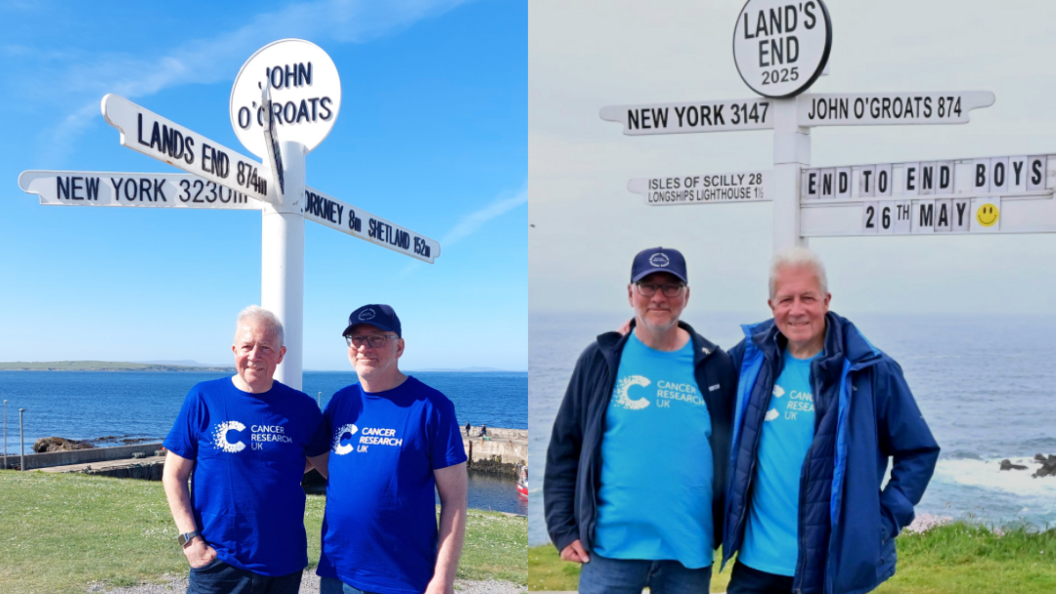 JOHN
O'GROATS
LANDS END 874m
NEW YORK 3230m
ORKNEY 8m SHETLAND 152m
CANCER
RESEARCH
UK
CANCER
RESEARCH
UK
LAND'S
END
2025
NEW YORK 3147
JOHN O'GROATS 874
ISLES OF SCILLY 28
LONGSHIPS LIGHTHOUSE 1½
END TO END BOYS
26TH MAY
CANCER
RESEARCH
UK
CANCER
RESEARCH
UK